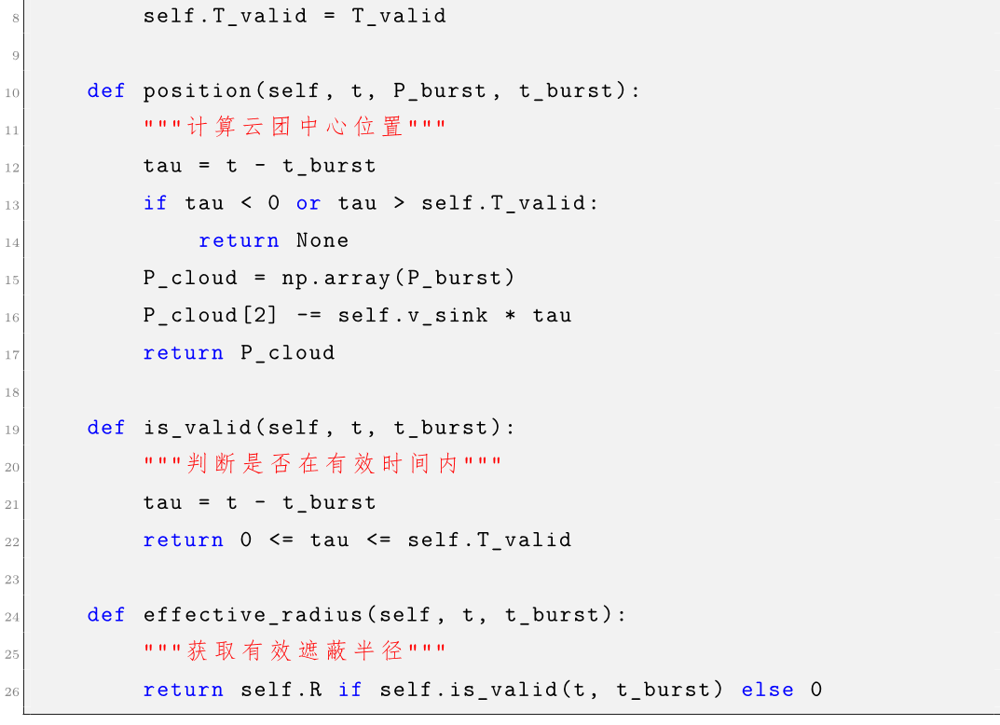 8 self.T_valid = T_valid
9
10 def position(self, t, P_burst, t_burst):
11 """计算云团中心位置"""
12 tau = t - t_burst
13 if tau < 0 or tau > self.T_valid:
14 return None
15 P_cloud = np.array(P_burst)
16 P_cloud[2] -= self.v_sink * tau
17 return P_cloud
18
19 def is_valid(self, t, t_burst):
20 """判断是否在有效时间内"""
21 tau = t - t_burst
22 return 0 <= tau <= self.T_valid
23
24 def effective_radius(self, t, t_burst):
25 """获取有效遮蔽半径"""
26 return self.R if self.is_valid(t, t_burst) else 0